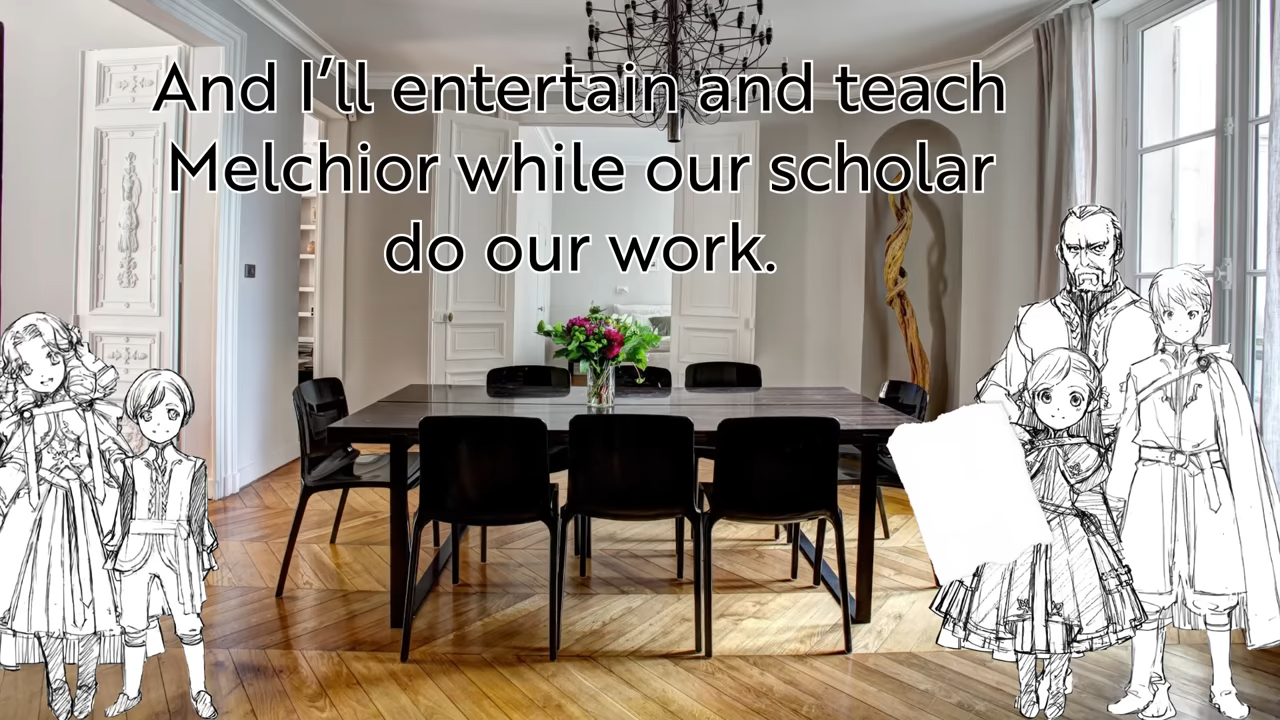 And I’ll entertain and teach
Melchior while our scholar
do our work.